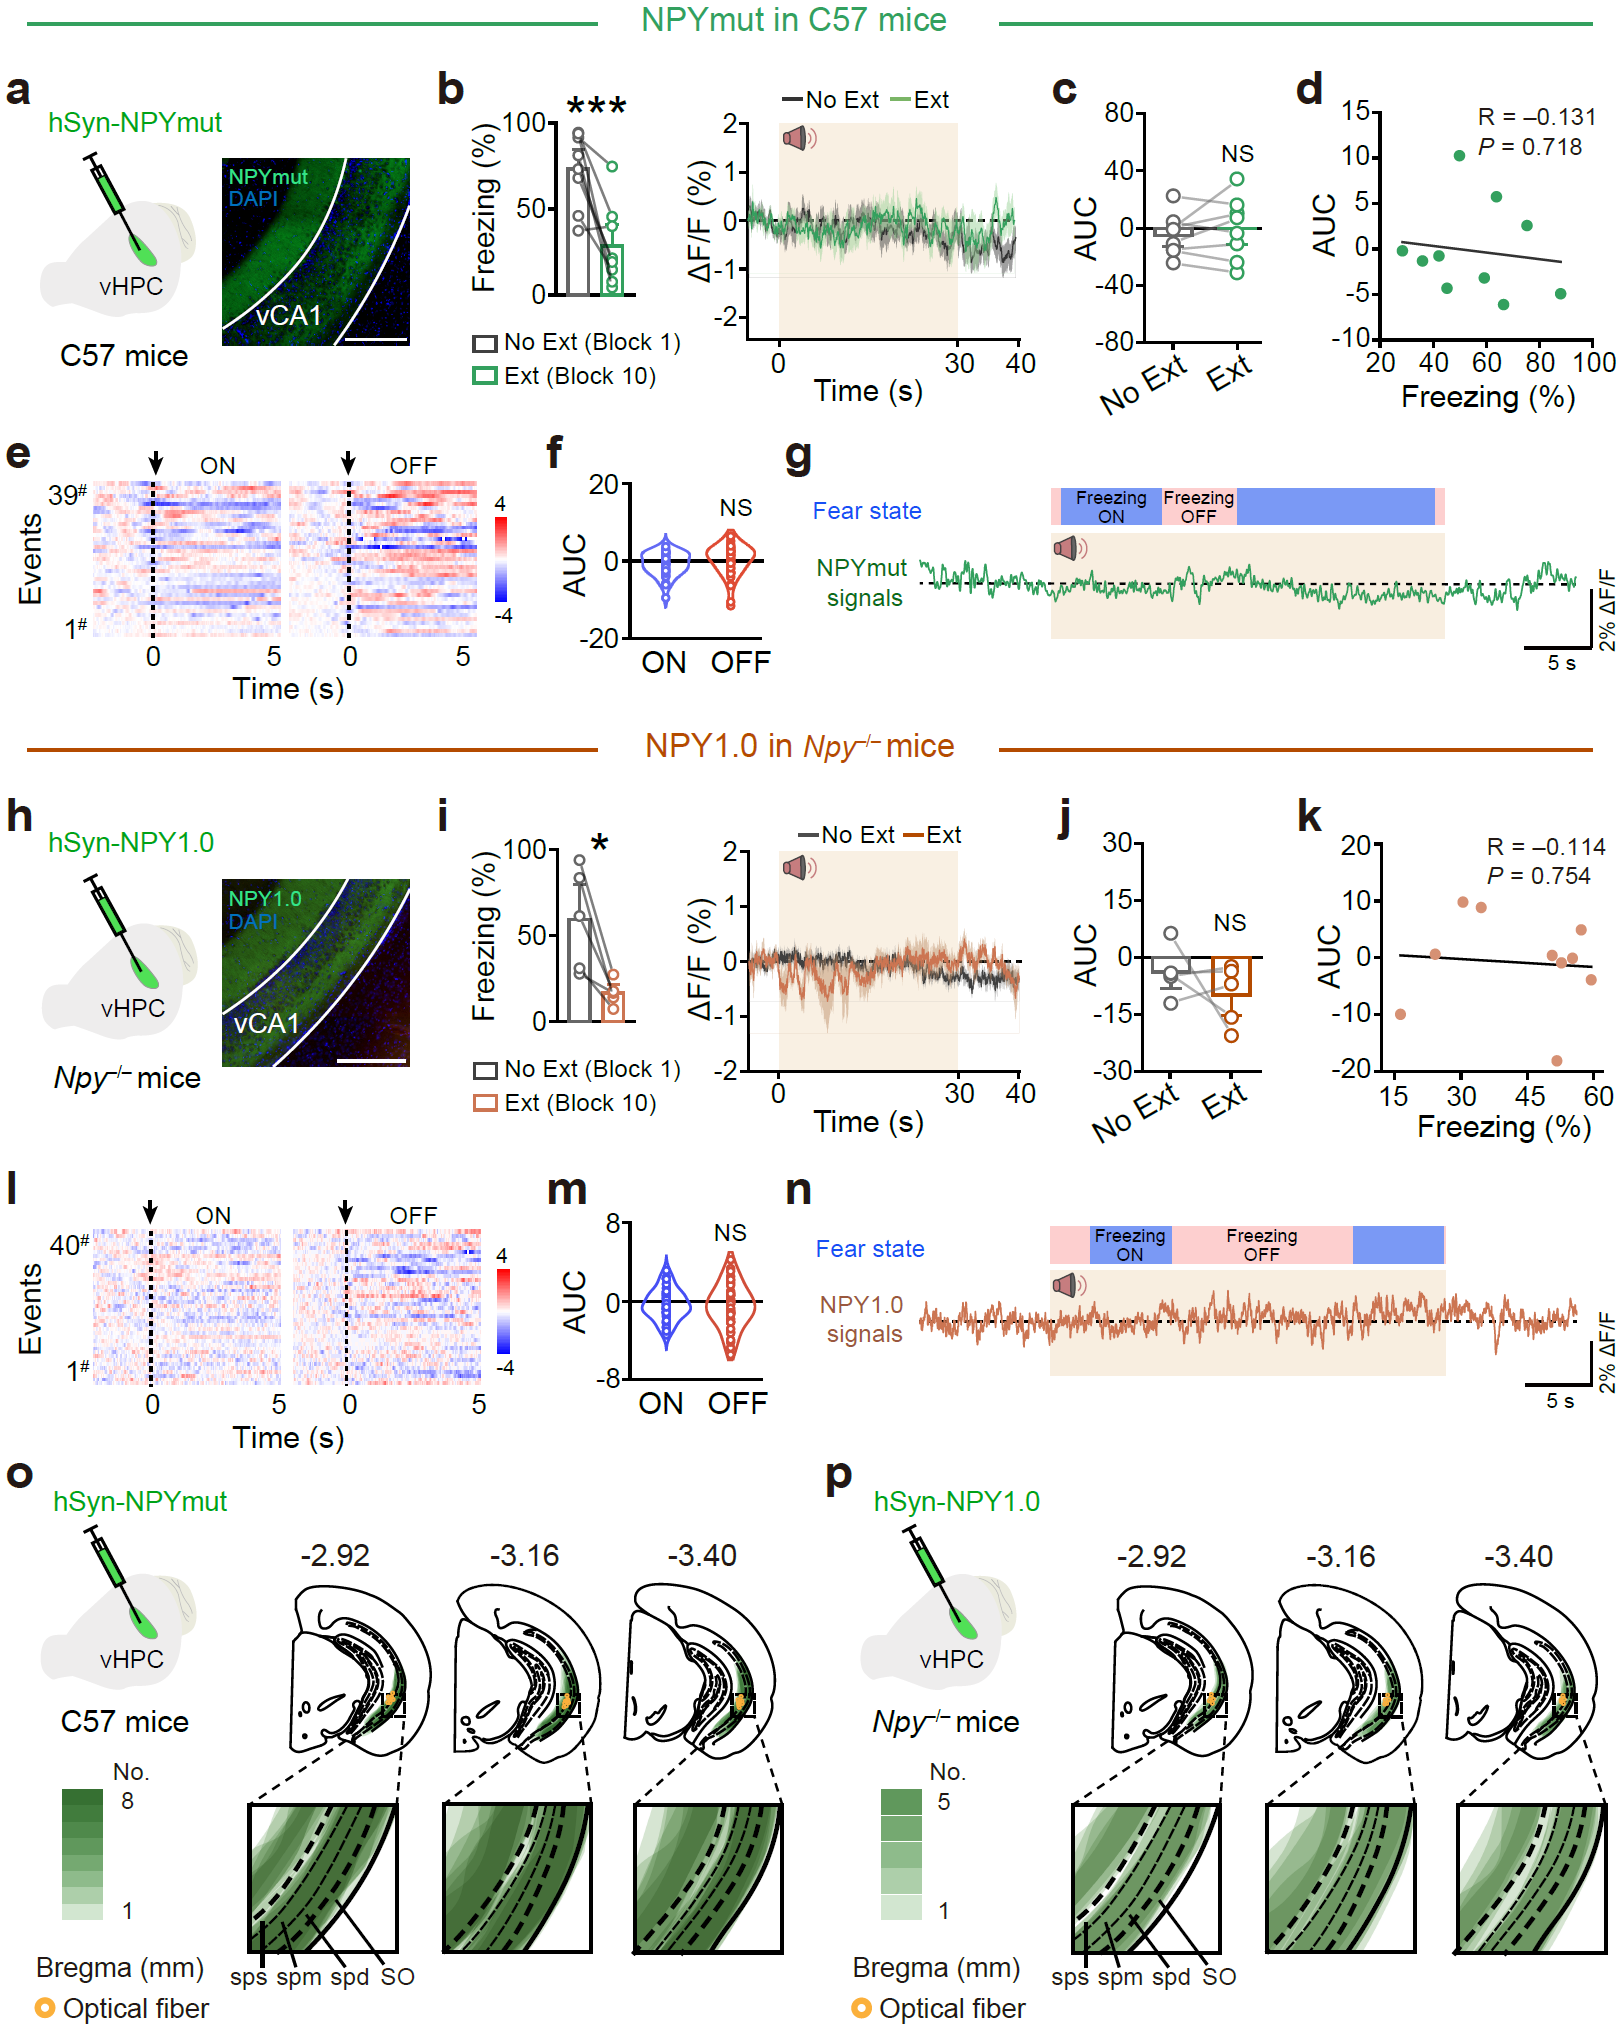 NPYmut in C57 mice
a
hSyn-NPYmut
vHPC
C57 mice
NPYmut
DAPI
vCA1
b
***
Freezing (%)
100
50
0
No Ext (Block 1)
Ext (Block 10)
No Ext Ext
ΔF/F (%)
2
1
0
-1
-2
0 30 40
Time (s)
c
AUC
80
40
0
-40
-80
NS
No Ext Ext
d
AUC
15
10
5
0
-5
-10
R = –0.131
P = 0.718
20 40 60 80 100
Freezing (%)
e
ON OFF
Events
39#
1#
4
-4
0 5 0 5
Time (s)
f
AUC
20
0
-20
NS
ON OFF
g
Fear state
Freezing ON
Freezing OFF
NPYmut signals
2% ΔF/F
5 s
NPY1.0 in Npy–/– mice
h
hSyn-NPY1.0
vHPC
Npy–/– mice
NPY1.0
DAPI
vCA1
i
*
Freezing (%)
100
50
0
No Ext (Block 1)
Ext (Block 10)
No Ext Ext
ΔF/F (%)
2
1
0
-1
-2
0 30 40
Time (s)
j
AUC
30
15
0
-15
-30
NS
No Ext Ext
k
AUC
20
10
0
-10
-20
R = –0.114
P = 0.754
15 30 45 60
Freezing (%)
l
ON OFF
Events
40#
1#
4
-4
0 5 0 5
Time (s)
m
AUC
8
0
-8
NS
ON OFF
n
Fear state
Freezing ON
Freezing OFF
NPY1.0 signals
2% ΔF/F
5 s
o
hSyn-NPYmut
vHPC
C57 mice
No.
8
1
Bregma (mm)
Optical fiber
-2.92 -3.16 -3.40
sps spm spd SO
p
hSyn-NPY1.0
vHPC
Npy–/– mice
No.
5
1
Bregma (mm)
Optical fiber
-2.92 -3.16 -3.40
sps spm spd SO